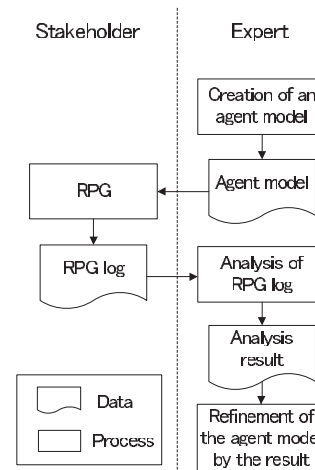 Stakeholder
Expert
Creation of an
agent model
Agent model
RPG
RPG log
Analysis of
RPG log
Analysis
result
Refinement of
the agent model
by the result
Data
Process